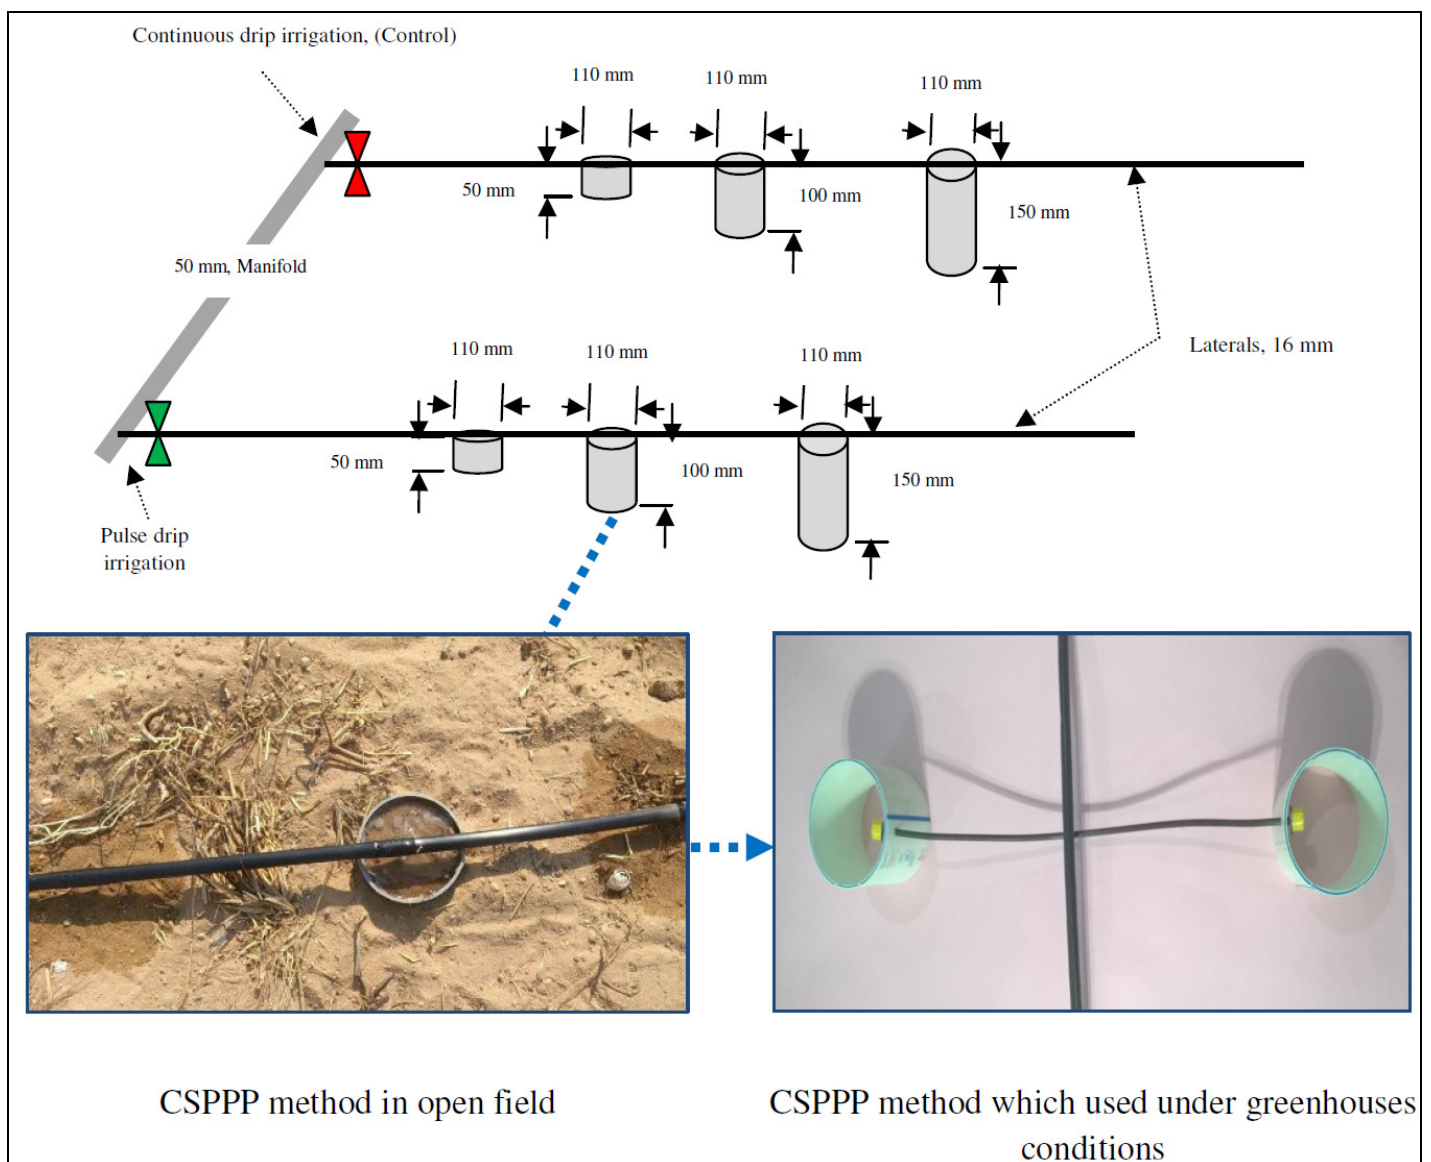 Continuous drip irrigation, (Control)
110 mm
110 mm
110 mm
50 mm
100 mm
150 mm
50 mm, Manifold
Laterals, 16 mm
110 mm
110 mm
110 mm
50 mm
100 mm
150 mm
Pulse drip
irrigation
CSPPP method in open field
CSPPP method which used under greenhouses
conditions